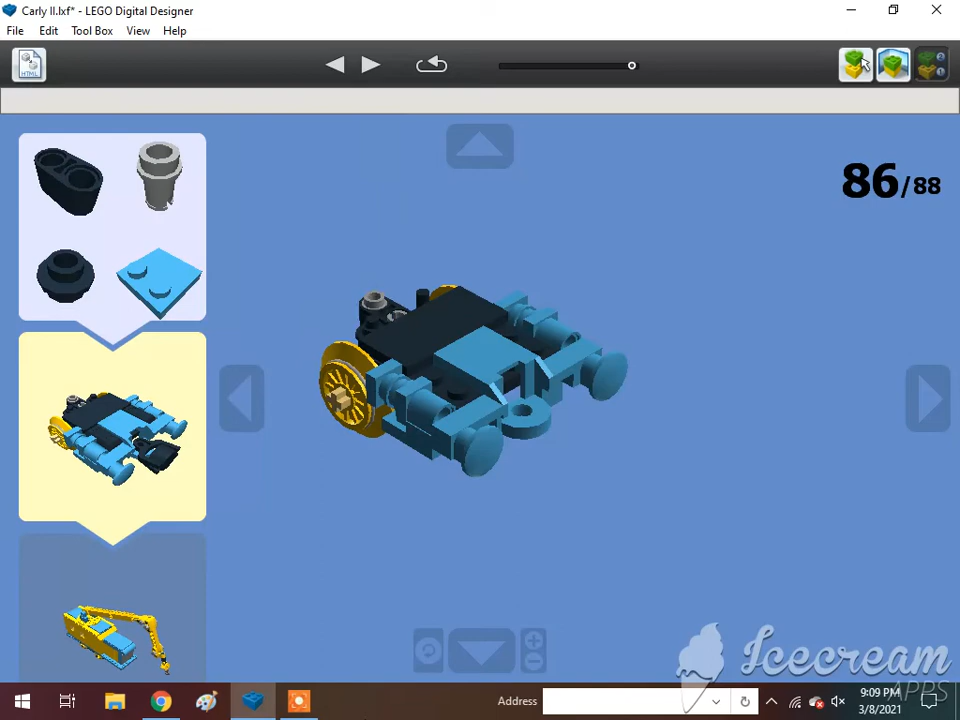 Carly II.lxf* - LEGO Digital Designer
File Edit Tool Box View Help
HTML
86/88
Icecream
APPS
Address
9:09 PM
3/8/2021